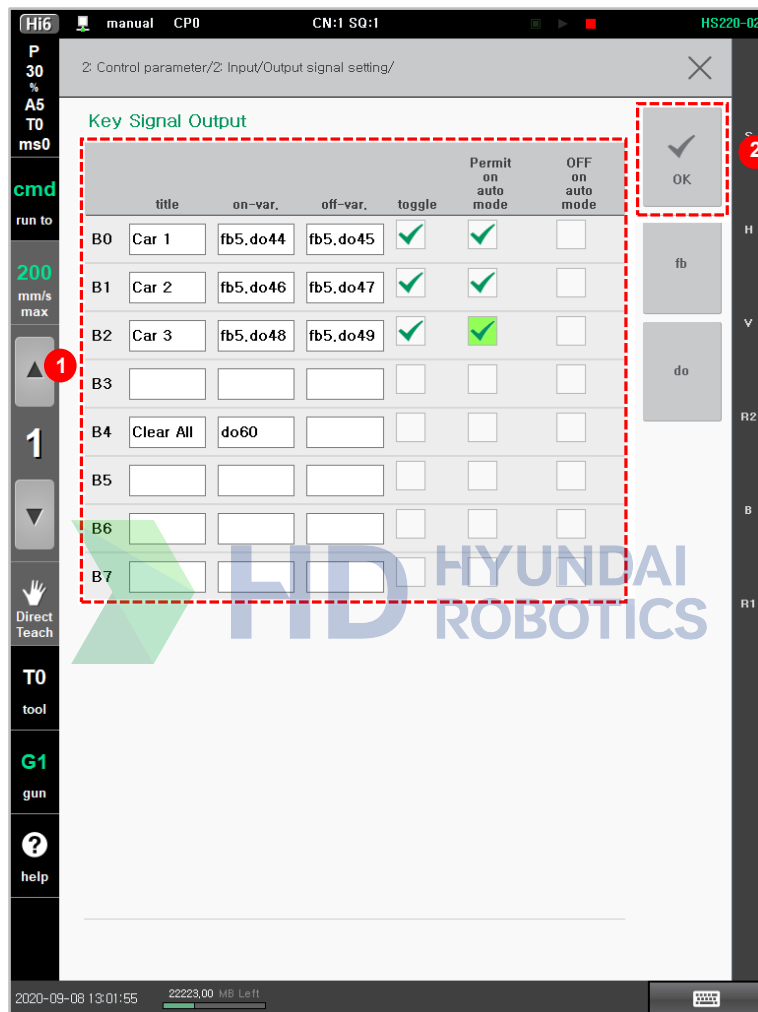 Hi6 manual CP0 CN:1 SQ:1 HS220-02
P
30
%
A5
T0
ms0
cmd
run to
200
mm/s
max
1
1
Direct
Teach
T0
tool
G1
gun
?
help
2: Control parameter/2: Input/Output signal setting/
Key Signal Output
title on-var. off-var. toggle Permit on auto mode OFF on auto mode
B0 Car 1 fb5.do44 fb5.do45
B1 Car 2 fb5.do46 fb5.do47
B2 Car 3 fb5.do48 fb5.do49
B3
B4 Clear All do60
B5
B6
B7
HD HYUNDAI
ROBOTICS
OK
2
fb
do
H
V
R2
B
R1
2020-09-08 13:01:55 22223,00 MB Left